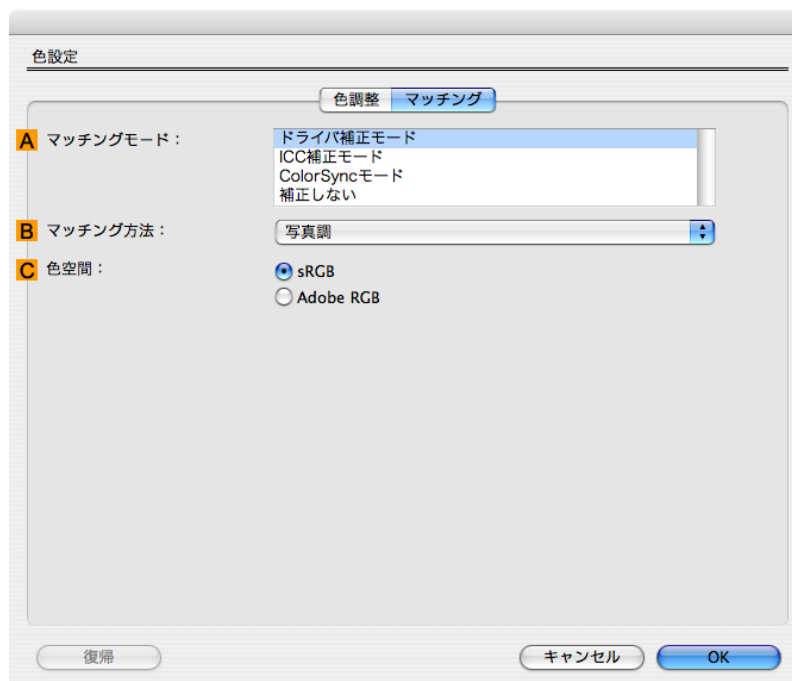 色設定
色調整 マッチング
A マッチングモード： ドライバ補正モード
ICC補正モード
ColorSyncモード
補正しない
B マッチング方法： 写真調
C 色空間： sRGB
Adobe RGB
復帰 キャンセル OK